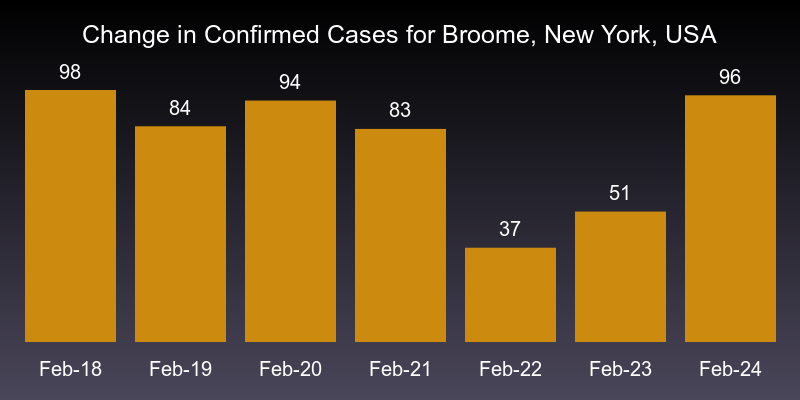 Change in Confirmed Cases for Broome, New York, USA
98
84
94
83
37
51
96
Feb-18
Feb-19
Feb-20
Feb-21
Feb-22
Feb-23
Feb-24